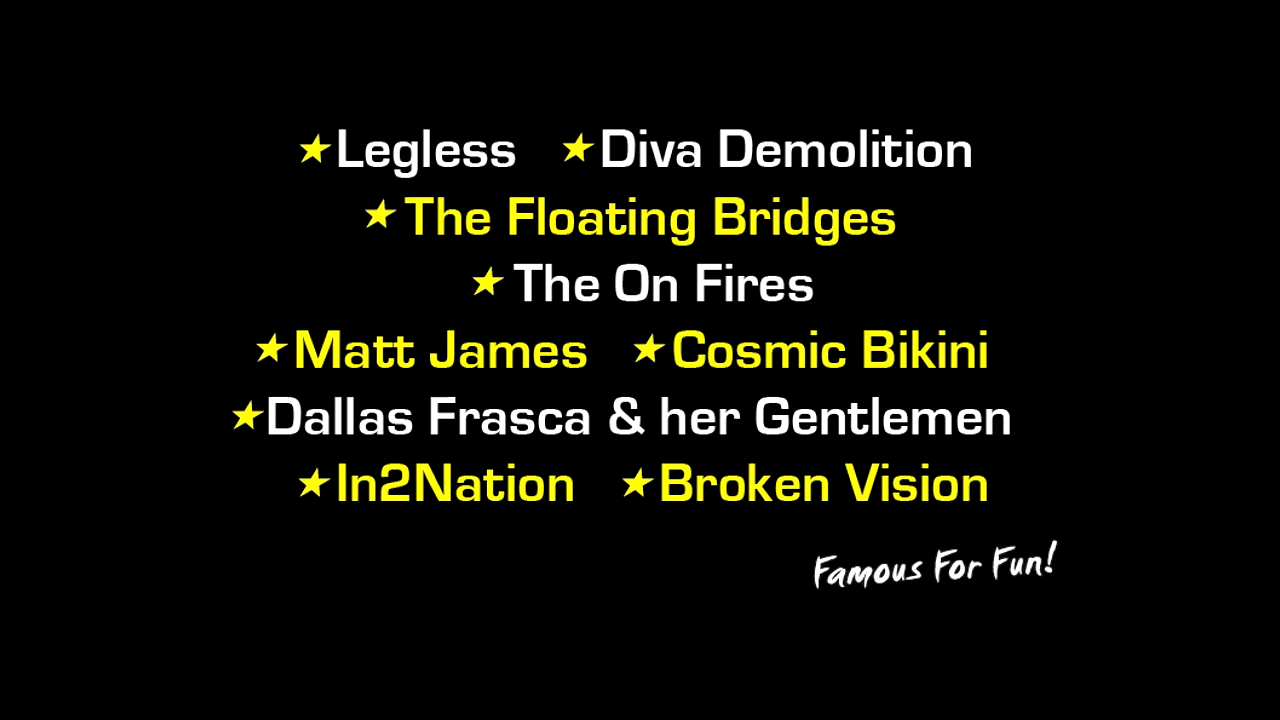 ★Legless ★Diva Demolition
★The Floating Bridges
★The On Fires
★Matt James ★Cosmic Bikini
★Dallas Frasca & her Gentlemen
★In2Nation ★Broken Vision
Famous For Fun!